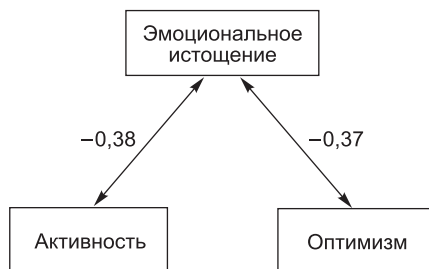 Эмоциональное
истощение
−0,38
−0,37
Активность
Оптимизм